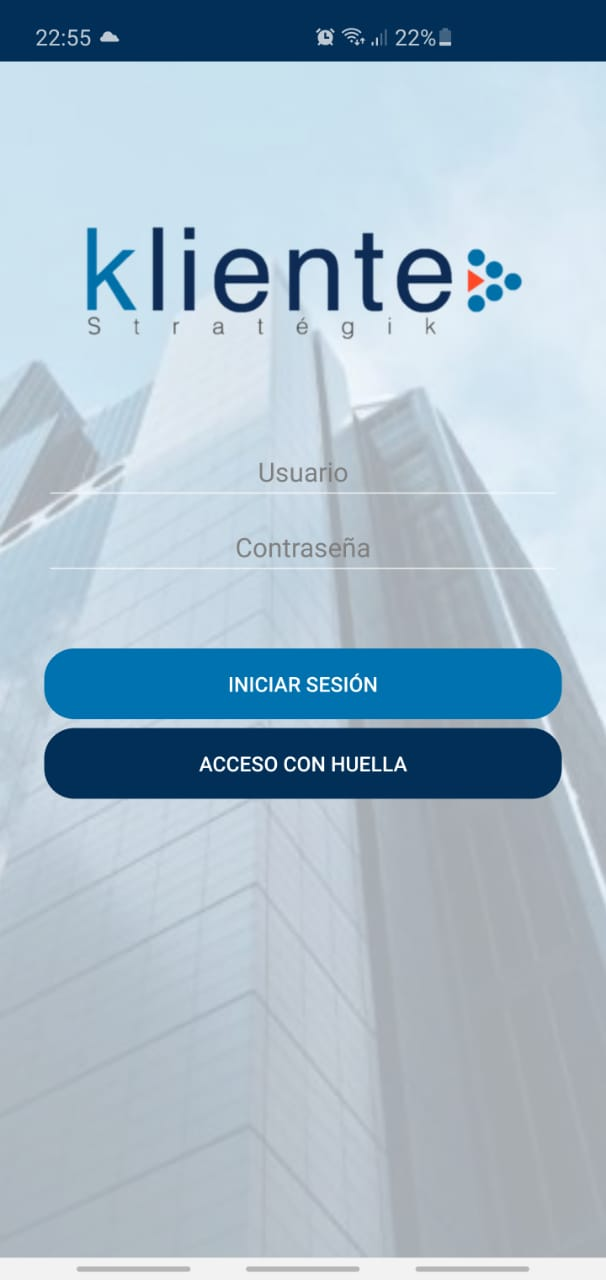 22:55 22%
kliente
Stratégik
Usuario
Contraseña
INICIAR SESIÓN
ACCESO CON HUELLA